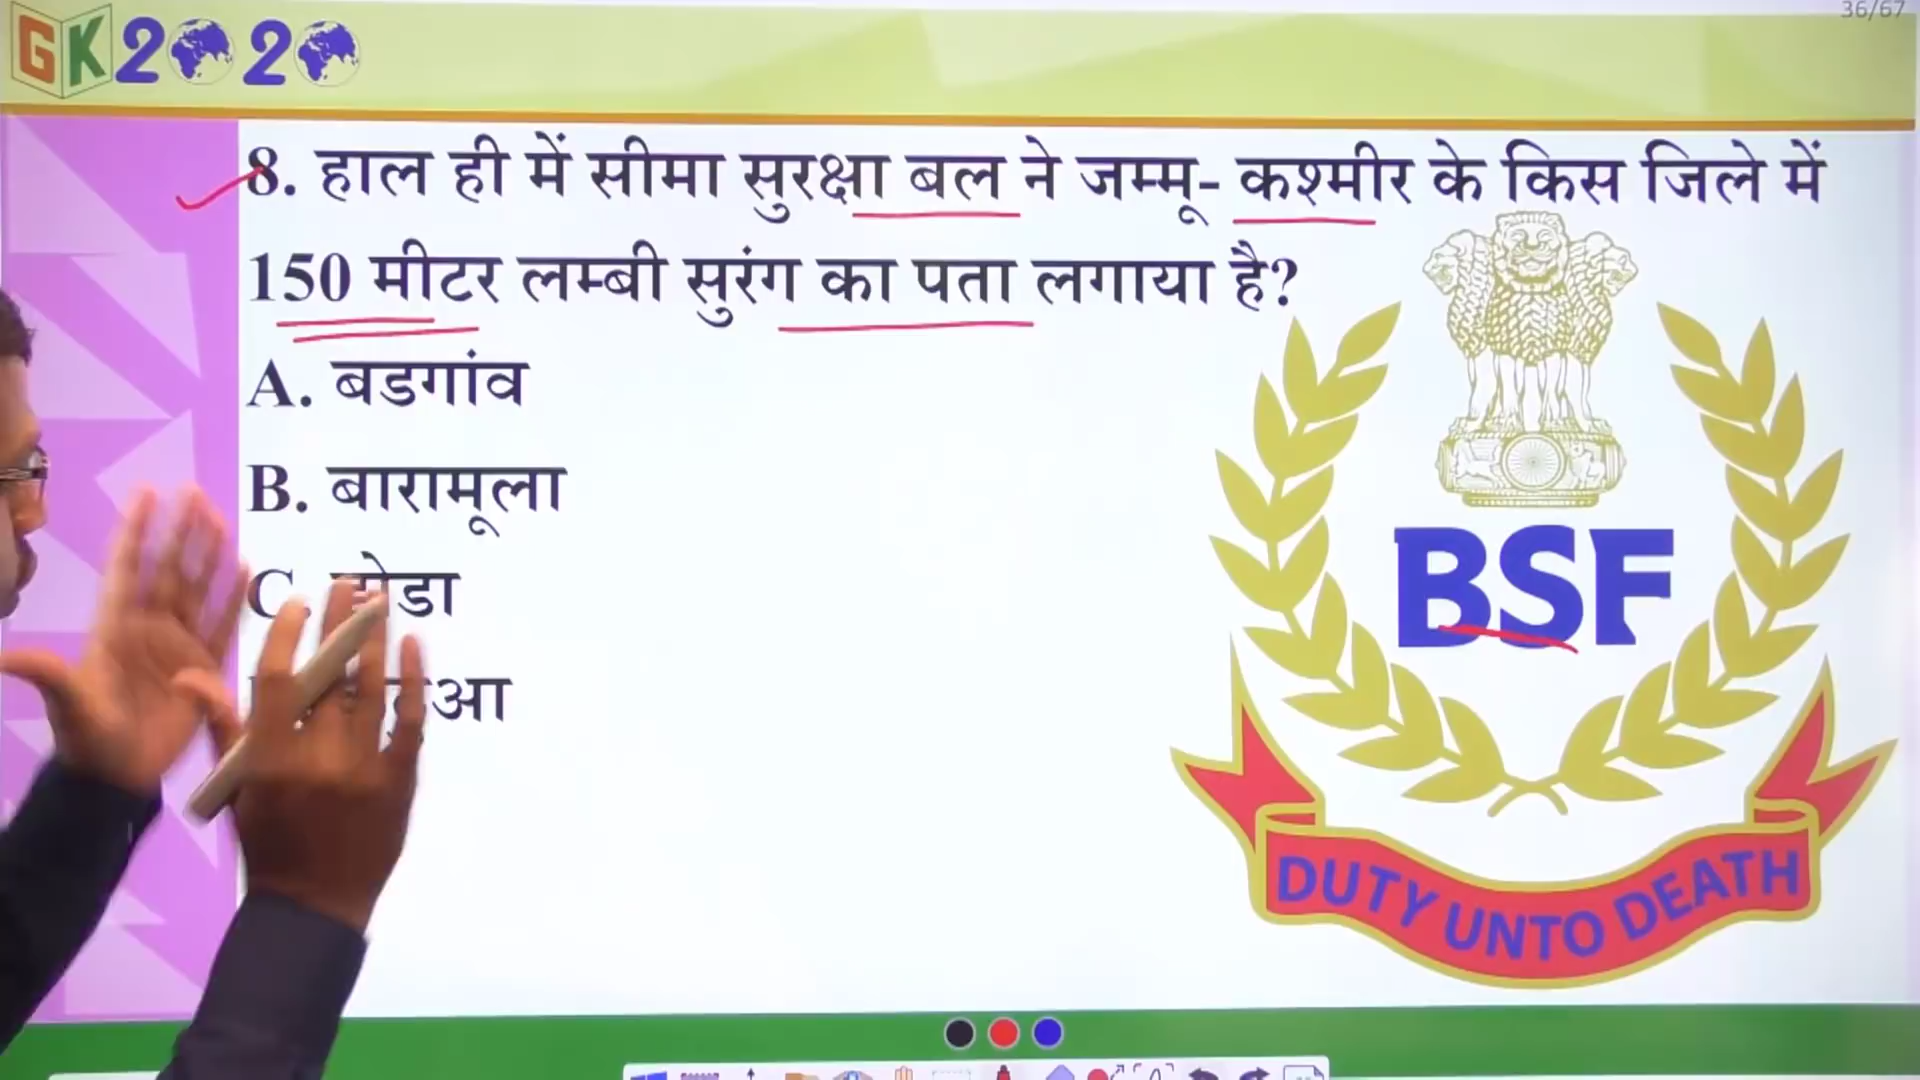 36/67
GK2020
8. हाल ही में सीमा सुरक्षा बल ने जम्मू- कश्मीर के किस जिले में
150 मीटर लम्बी सुरंग का पता लगाया है?
A. बडगांव
B. बारामूला
C.
BSF
DUTY UNTO DEATH